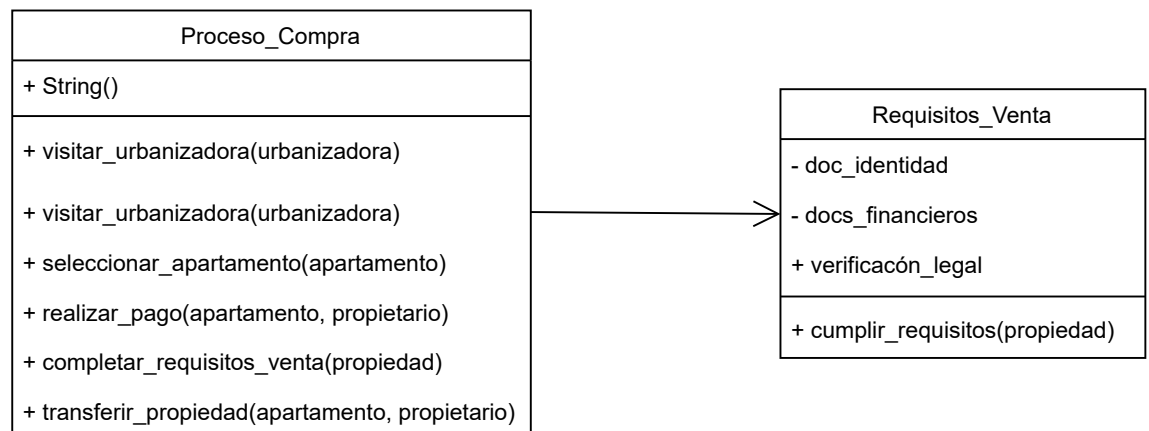 Proceso_Compra
+ String()
+ visitar_urbanizadora(urbanizadora)
+ visitar_urbanizadora(urbanizadora)
+ seleccionar_apartamento(apartamento)
+ realizar_pago(apartamento, propietario)
+ completar_requisitos_venta(propiedad)
+ transferir_propiedad(apartamento, propietario)
Requisitos_Venta
- doc_identidad
- docs_financieros
+ verificacón_legal
+ cumplir_requisitos(propiedad)